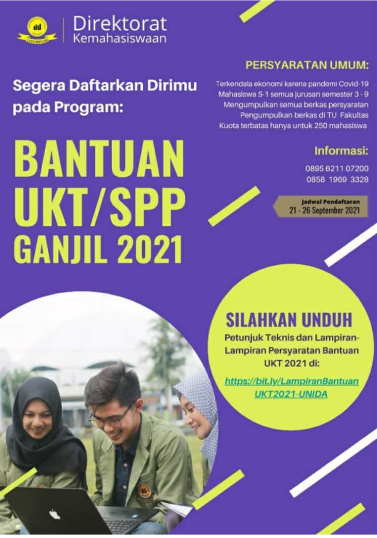 Direktorat
Kemahasiswaan
PERSYARATAN UMUM:
Terkendala ekonomi karena pandemi Covid-19
Mahasiswa S-1 semua jurusan semester 3 - 9
Mengumpulkan semua berkas persyaratan
Pengumpulkan berkas di TU Fakultas
Kuota terbatas hanya untuk 250 mahasiswa
Segera Daftarkan Dirimu
pada Program:
BANTUAN
UKT/SPP
GANJIL 2021
Informasi:
0895 6211 07200
0858 1969 3328
Jadwal Pendaftaran
21 - 26 September 2021
SILAHKAN UNDUH
Petunjuk Teknis dan Lampiran-
Lampiran Persyaratan Bantuan
UKT 2021 di:
https://bit.ly/LampiranBantuan
UKT2021-UNIDA